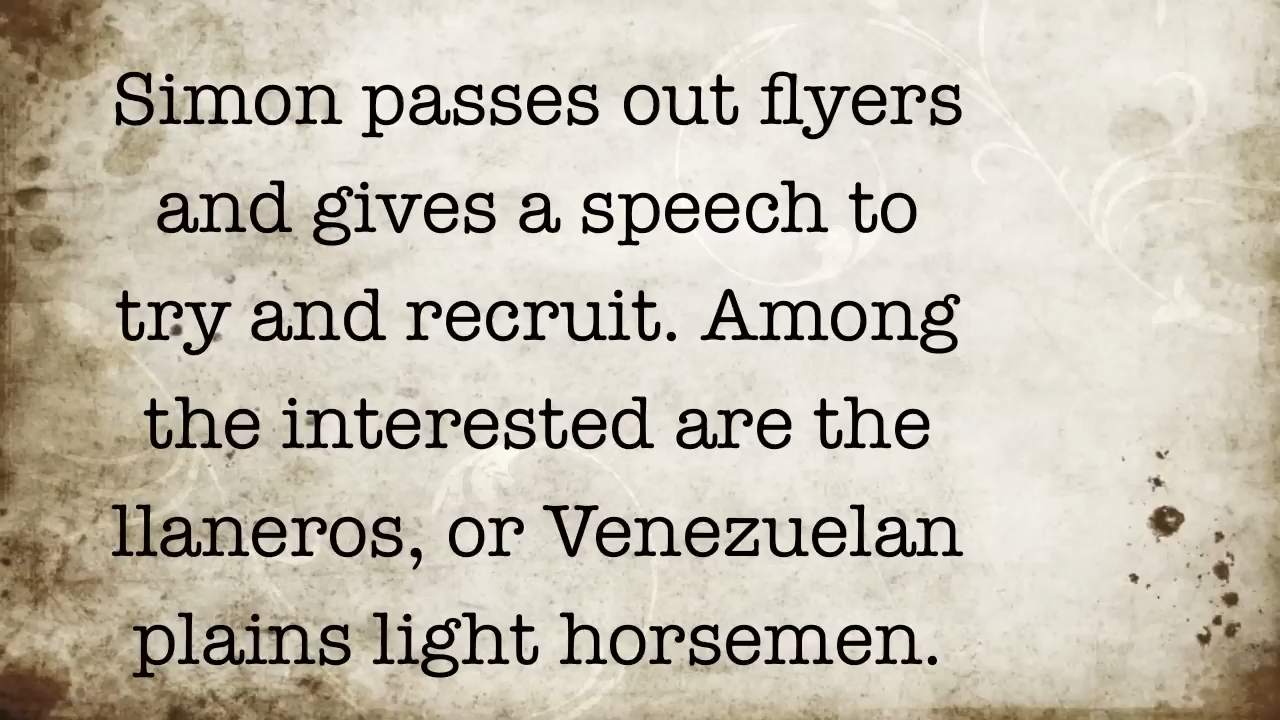 Simon passes out flyers
and gives a speech to
try and recruit. Among
the interested are the
llaneros, or Venezuelan
plains light horsemen.